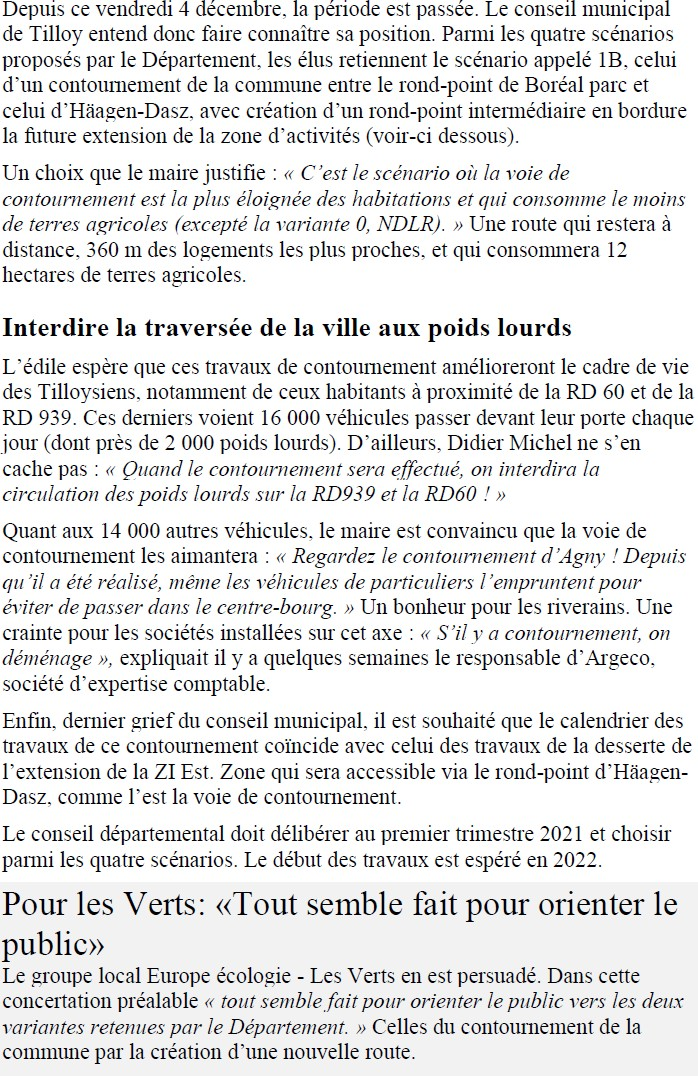 Depuis ce vendredi 4 décembre, la période est passée. Le conseil municipal
de Tilloy entend donc faire connaître sa position. Parmi les quatre scénarios
proposés par le Département, les élus retiennent le scénario appelé 1B, celui
d’un contournement de la commune entre le rond-point de Boréal parc et
celui d’Häagen-Dasz, avec création d’un rond-point intermédiaire en bordure
la future extension de la zone d’activités (voir-ci dessous).
Un choix que le maire justifie : « C’est le scénario où la voie de
contournement est la plus éloignée des habitations et qui consomme le moins
de terres agricoles (excepté la variante 0, NDLR). » Une route qui restera à
distance, 360 m des logements les plus proches, et qui consommera 12
hectares de terres agricoles.
Interdire la traversée de la ville aux poids lourds
L’édile espère que ces travaux de contournement amélioreront le cadre de vie
des Tilloysiens, notamment de ceux habitants à proximité de la RD 60 et de la
RD 939. Ces derniers voient 16 000 véhicules passer devant leur porte chaque
jour (dont près de 2 000 poids lourds). D’ailleurs, Didier Michel ne s’en
cache pas : « Quand le contournement sera effectué, on interdira la
circulation des poids lourds sur la RD939 et la RD60 ! »
Quant aux 14 000 autres véhicules, le maire est convaincu que la voie de
contournement les aimantera : « Regardez le contournement d’Agny ! Depuis
qu’il a été réalisé, même les véhicules de particuliers l’empruntent pour
éviter de passer dans le centre-bourg. » Un bonheur pour les riverains. Une
crainte pour les sociétés installées sur cet axe : « S’il y a contournement, on
déménage », expliquait il y a quelques semaines le responsable d’Argeco,
société d’expertise comptable.
Enfin, dernier grief du conseil municipal, il est souhaité que le calendrier des
travaux de ce contournement coïncide avec celui des travaux de la desserte de
l’extension de la ZI Est. Zone qui sera accessible via le rond-point d’Häagen-
Dasz, comme l’est la voie de contournement.
Le conseil départemental doit délibérer au premier trimestre 2021 et choisir
parmi les quatre scénarios. Le début des travaux est espéré en 2022.
Pour les Verts: «Tout semble fait pour orienter le
public»
Le groupe local Europe écologie - Les Verts en est persuadé. Dans cette
concertation préalable « tout semble fait pour orienter le public vers les deux
variantes retenues par le Département. » Celles du contournement de la
commune par la création d’une nouvelle route.